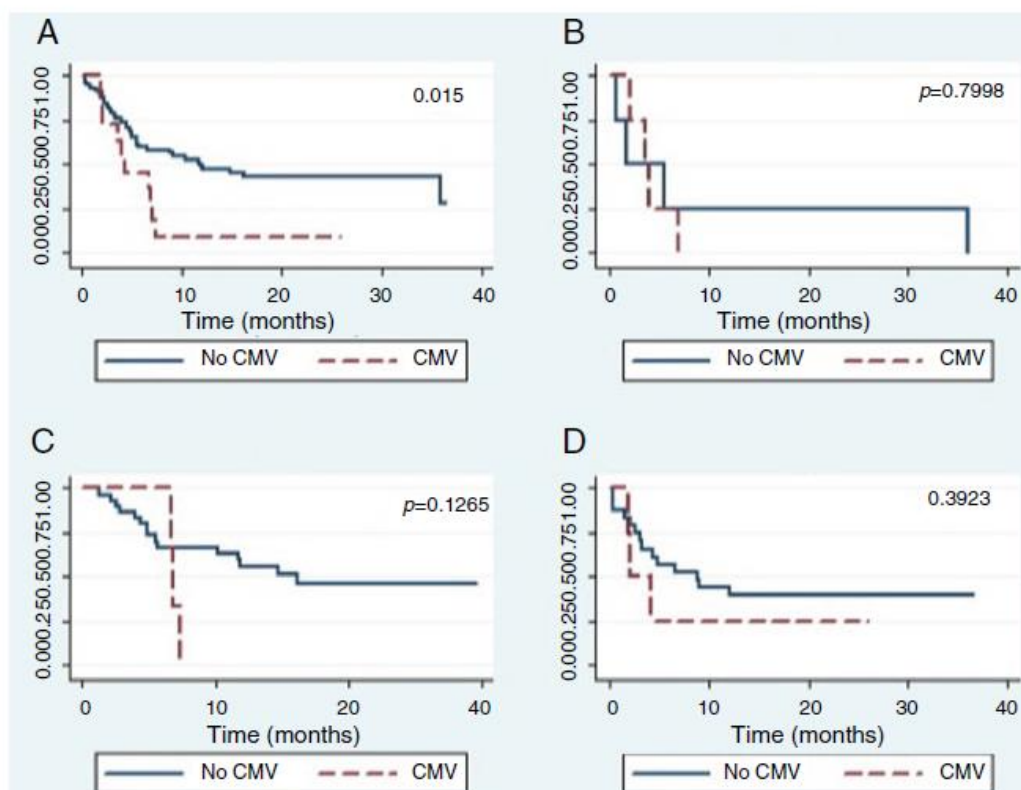 A
0.000.250.500.751.00
0.015
0 10 20 30 40
Time (months)
No CMV CMV
B
0.000.250.500.751.00
p=0.7998
0 10 20 30 40
Time (months)
No CMV CMV
C
0.000.250.500.751.00
p=0.1265
0 10 20 40
Time (months)
No CMV CMV
D
0.000.250.500.751.00
0.3923
0 10 20 30 40
Time (months)
No CMV CMV